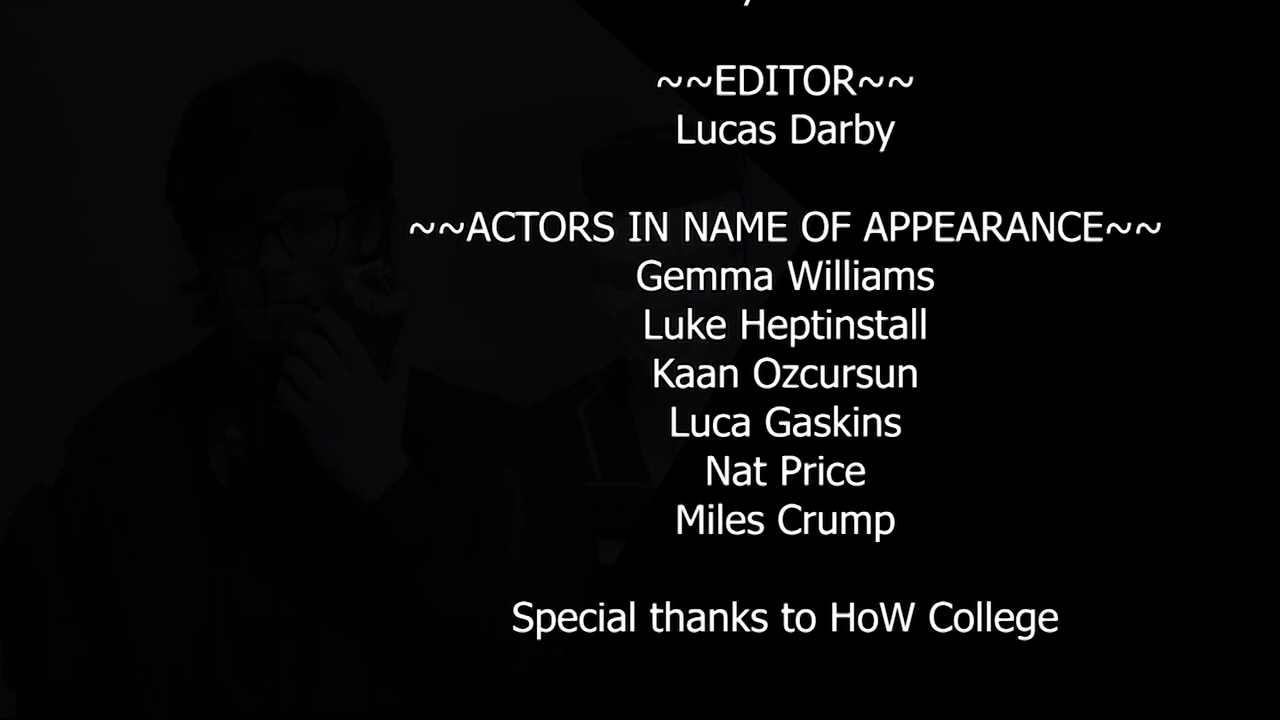 ~~EDITOR~~
Lucas Darby
~~ACTORS IN NAME OF APPEARANCE~~
Gemma Williams
Luke Heptinstall
Kaan Ozcursun
Luca Gaskins
Nat Price
Miles Crump
Special thanks to HoW College